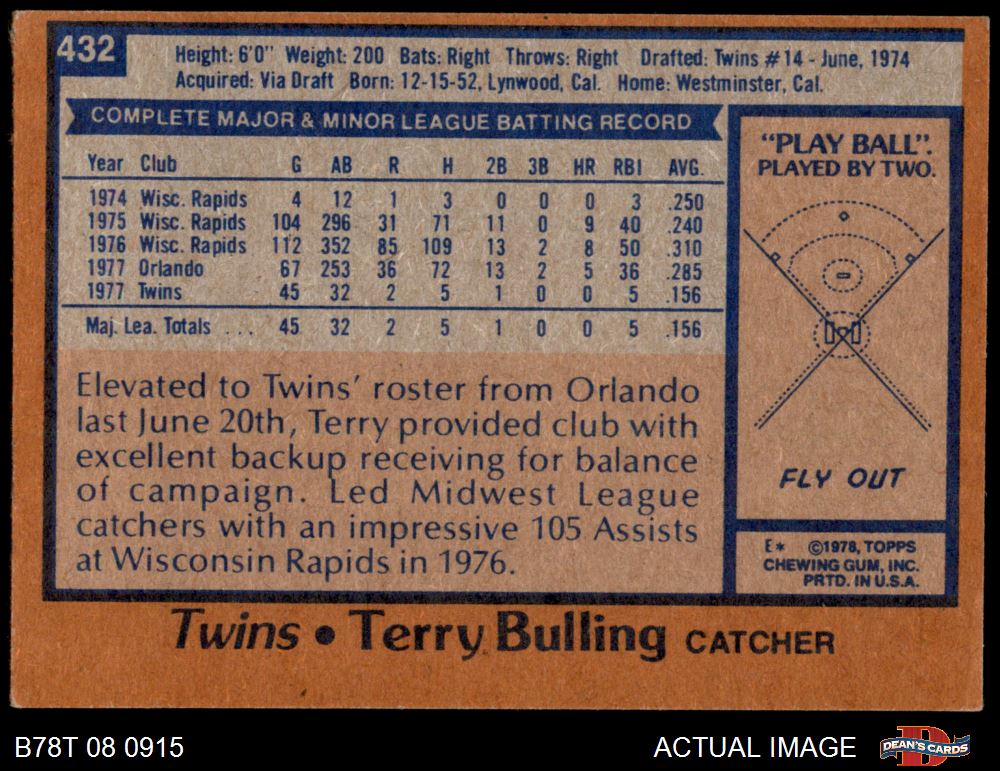 432
Height: 6'0" Weight: 200 Bats: Right Throws: Right Drafted: Twins #14 - June, 1974
Acquired: Via Draft Born: 12-15-52, Lynwood, Cal. Home: Westminster, Cal.
COMPLETE MAJOR & MINOR LEAGUE BATTING RECORD
Year Club G AB R H 2B 3B HR RBI AVG.
1974 Wisc. Rapids 4 12 1 3 0 0 0 3 .250
1975 Wisc. Rapids 104 296 31 71 11 0 9 40 .240
1976 Wisc. Rapids 112 352 85 109 13 2 8 50 .310
1977 Orlando 67 253 36 72 13 2 5 36 .285
1977 Twins 45 32 2 5 1 0 0 5 .156
Maj. Lea. Totals ... 45 32 2 5 1 0 0 5 .156
Elevated to Twins' roster from Orlando
last June 20th, Terry provided club with
excellent backup receiving for balance
of campaign. Led Midwest League
catchers with an impressive 105 Assists
at Wisconsin Rapids in 1976.
"PLAY BALL".
PLAYED BY TWO.
FLY OUT
E* ©1978, TOPPS
CHEWING GUM, INC.
PRTD. IN U.S.A.
Twins • Terry Bulling CATCHER
B78T 08 0915
ACTUAL IMAGE
D
DEAN'S CARDS